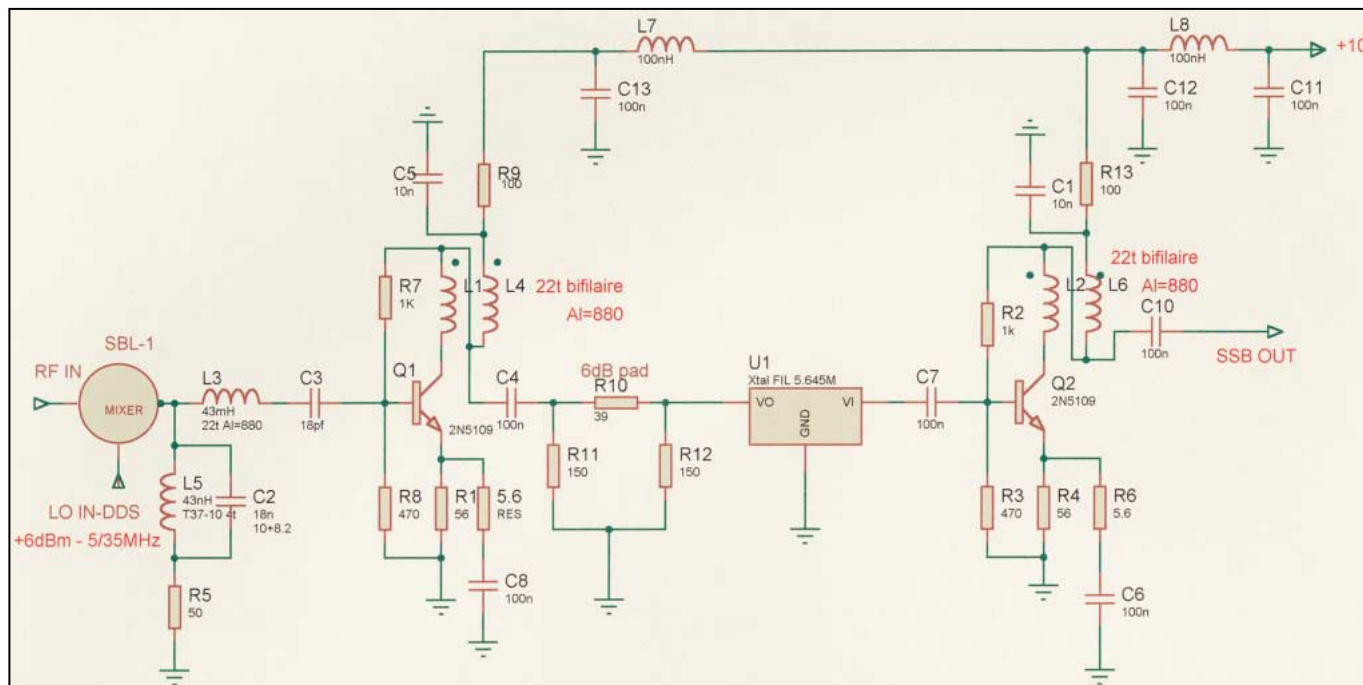 L7
100nH
L8
100nH
+10
C13
100n
C12
100n
C11
100n
C5
10n
R9
100
C1
10n
R13
100
R7
1K
L1
L4
22t bifilaire
Al=880
R2
1k
L2
L6
22t bifilaire
Al=880
C10
100n
SSB OUT
SBL-1
RF IN
MIXER
L3
43mH
22t Al=880
C3
18pf
Q1
2N5109
C4
100n
6dB pad
R10
39
U1
Xtal FIL 5.645M
VO
VI
GND
C7
100n
Q2
2N5109
LO IN-DDS
+6dBm - 5/35MHz
L5
43nH
T37-10 4t
C2
18n
10+8.2
R8
470
R1
56
5.6
RES
R11
150
R12
150
R3
470
R4
56
R6
5.6
R5
50
C8
100n
C6
100n